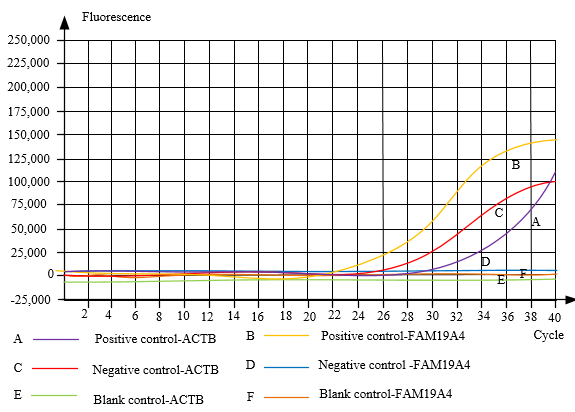 Fluorescence
250,000
225,000
200,000
175,000
150,000
125,000
B
100,000
75,000
C
A
50,000
25,000
D
0
E F
-25,000
2 4 6 8 10 12 14 16 18 20 22 24 26 28 30 32 34 36 38 40
Cycle
A Positive control-ACTB B Positive control-FAM19A4
C Negative control-ACTB D Negative control -FAM19A4
E Blank control-ACTB F Blank control-FAM19A4